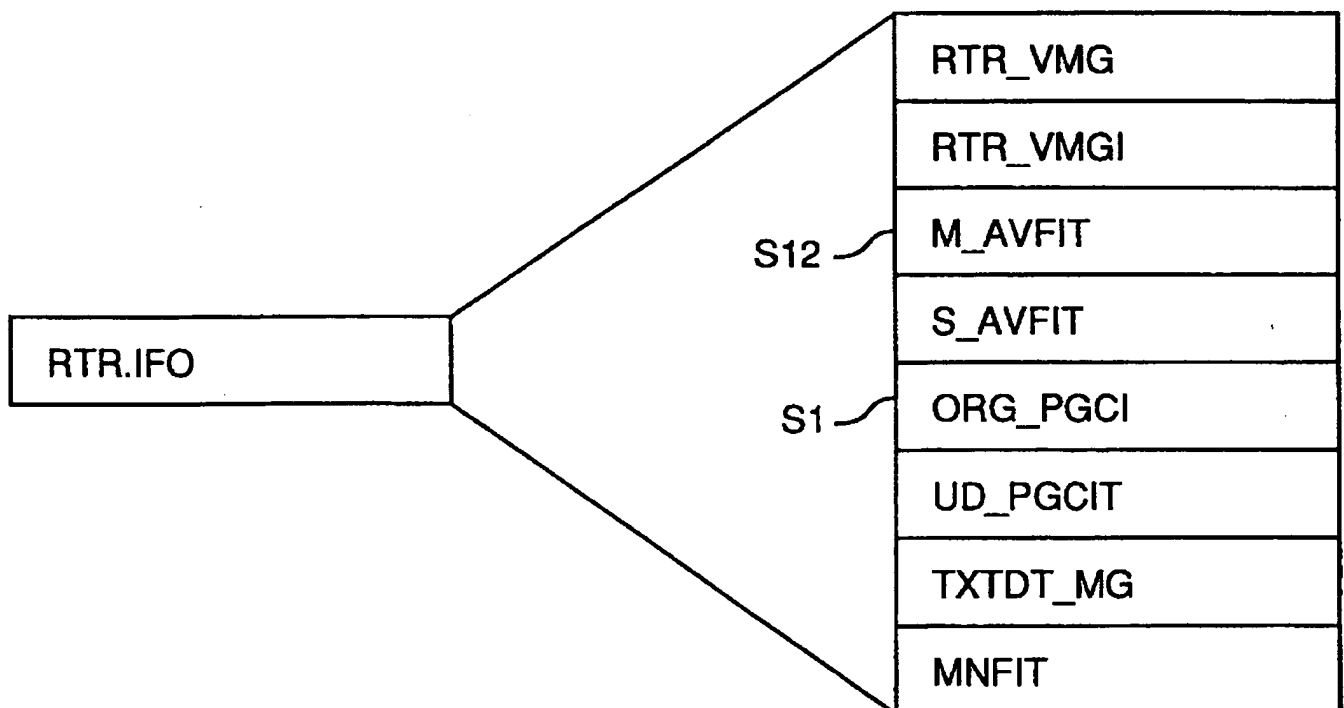 RTR.IFO
RTR_VMG
RTR_VMGI
S12
M_AVFIT
S_AVFIT
S1
ORG_PGCI
UD_PGCIT
TXTDT_MG
MNFIT